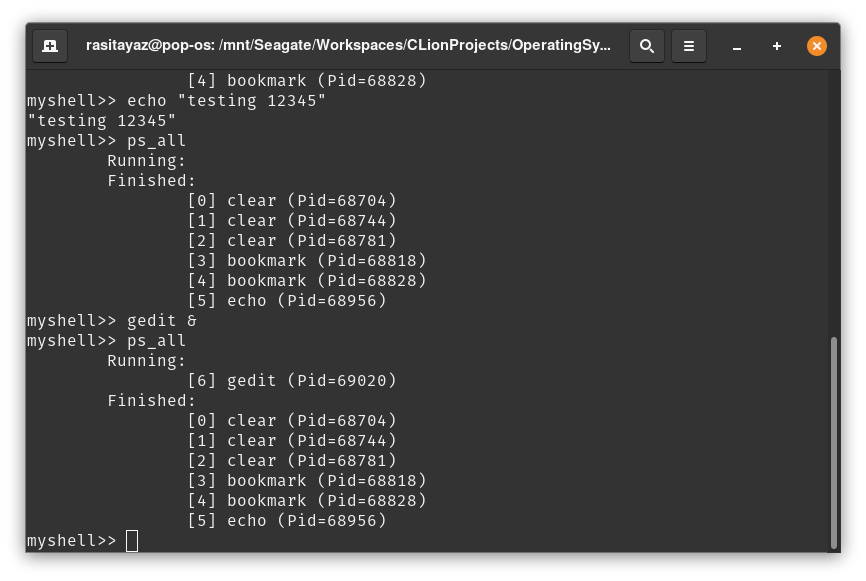 rasitayaz@pop-os: /mnt/Seagate/Workspaces/CLionProjects/OperatingSy...
[4] bookmark (Pid=68828)
myshell>> echo "testing 12345"
"testing 12345"
myshell>> ps_all
Running:
Finished:
[0] clear (Pid=68704)
[1] clear (Pid=68744)
[2] clear (Pid=68781)
[3] bookmark (Pid=68818)
[4] bookmark (Pid=68828)
[5] echo (Pid=68956)
myshell>> gedit &
myshell>> ps_all
Running:
[6] gedit (Pid=69020)
Finished:
[0] clear (Pid=68704)
[1] clear (Pid=68744)
[2] clear (Pid=68781)
[3] bookmark (Pid=68818)
[4] bookmark (Pid=68828)
[5] echo (Pid=68956)
myshell>>